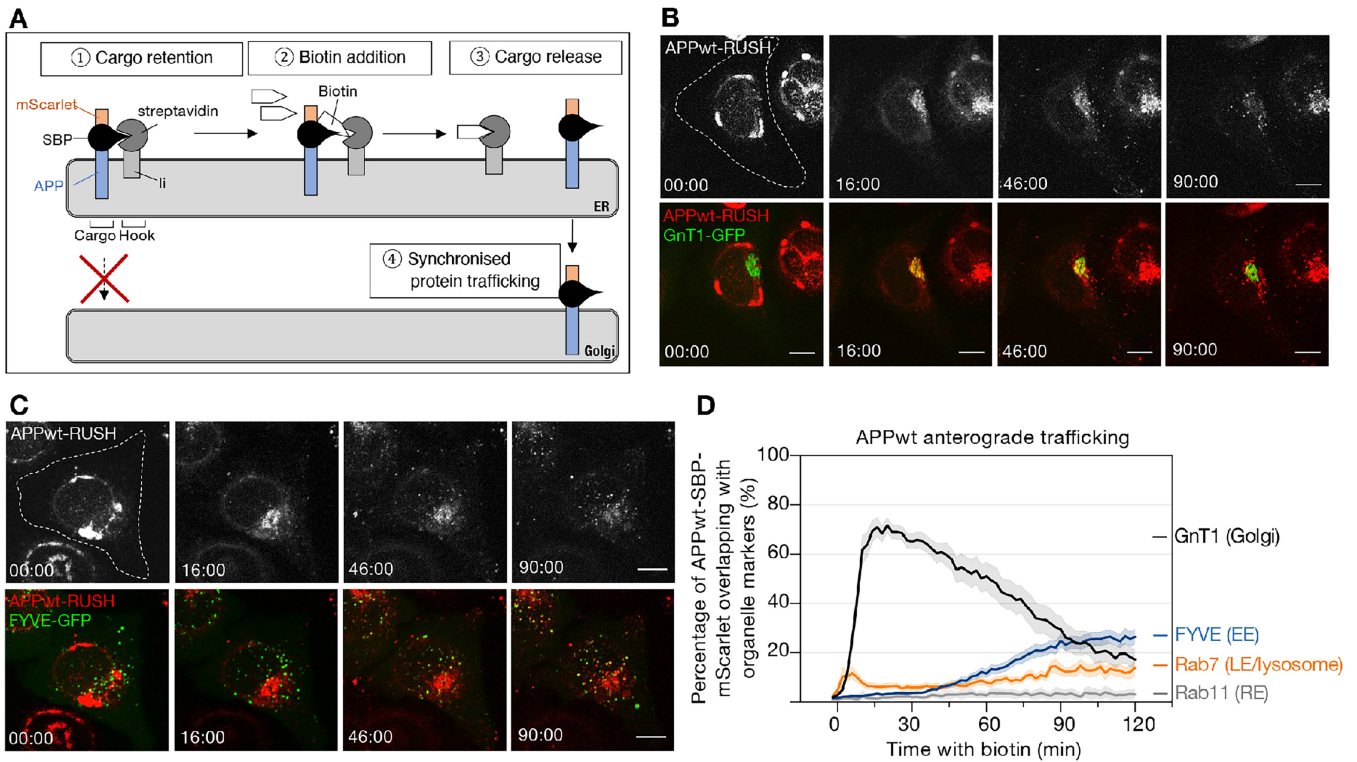 A
① Cargo retention
② Biotin addition
③ Cargo release
mScarlet
streptavidin
Biotin
SBP
APP
Ii
ER
Cargo Hook
④ Synchronised
protein trafficking
Golgi
B
APPwt-RUSH
00:00
16:00
46:00
90:00
APPwt-RUSH
GnT1-GFP
00:00
16:00
46:00
90:00
C
APPwt-RUSH
00:00
16:00
46:00
90:00
APPwt-RUSH
FYVE-GFP
00:00
16:00
46:00
90:00
D
APPwt anterograde trafficking
Percentage of APPwt-SBP-
mScarlet overlapping with
organelle markers (%)
100
80
60
40
20
0
30
60
90
120
Time with biotin (min)
GnT1 (Golgi)
FYVE (EE)
Rab7 (LE/lysosome)
Rab11 (RE)